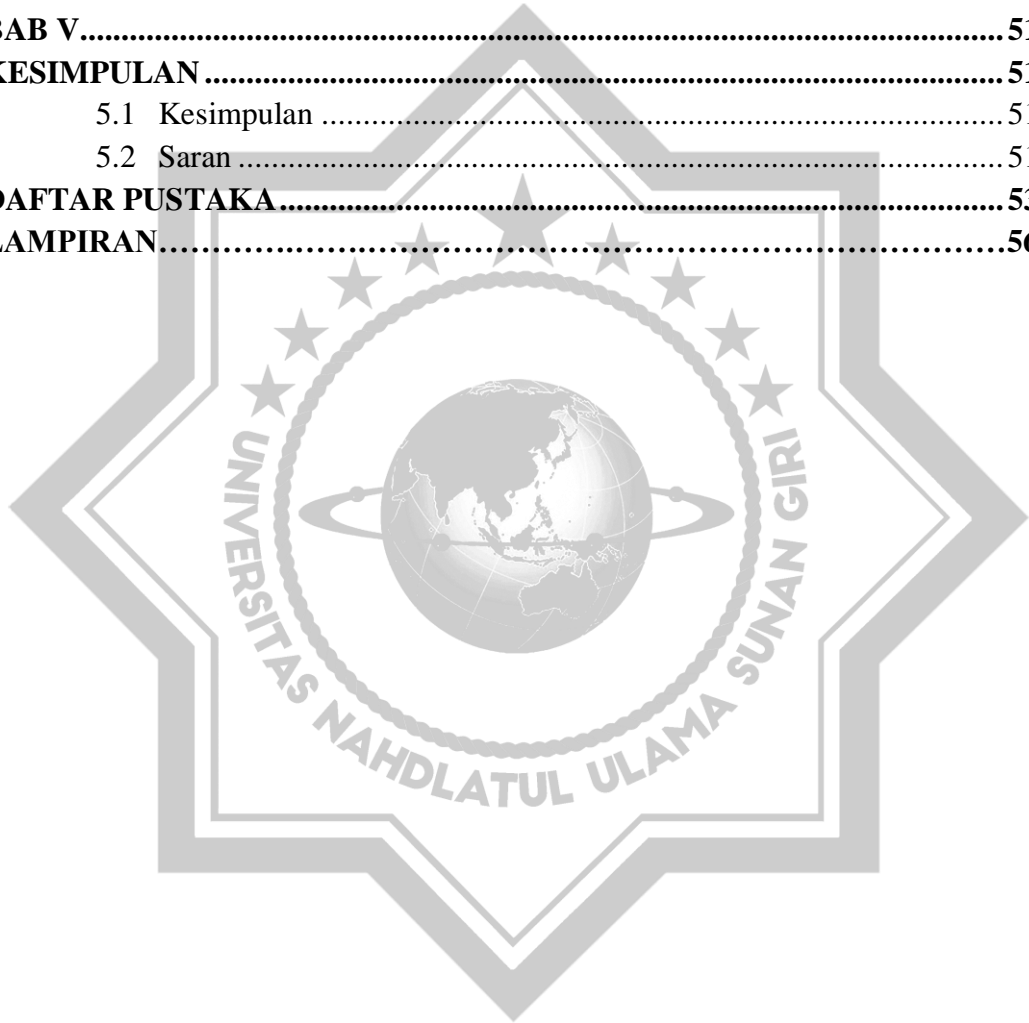 BAB V.......................................................................................................... 51
KESIMPULAN .............................................................................................. 51
5.1 Kesimpulan ..................................................................................... 51
5.2 Saran ............................................................................................... 51
DAFTAR PUSTAKA ..................................................................................... 53
LAMPIRAN……………………………………………………………………56
UNIVERSITAS NAHDLATUL ULAMA SUNAN GIRI